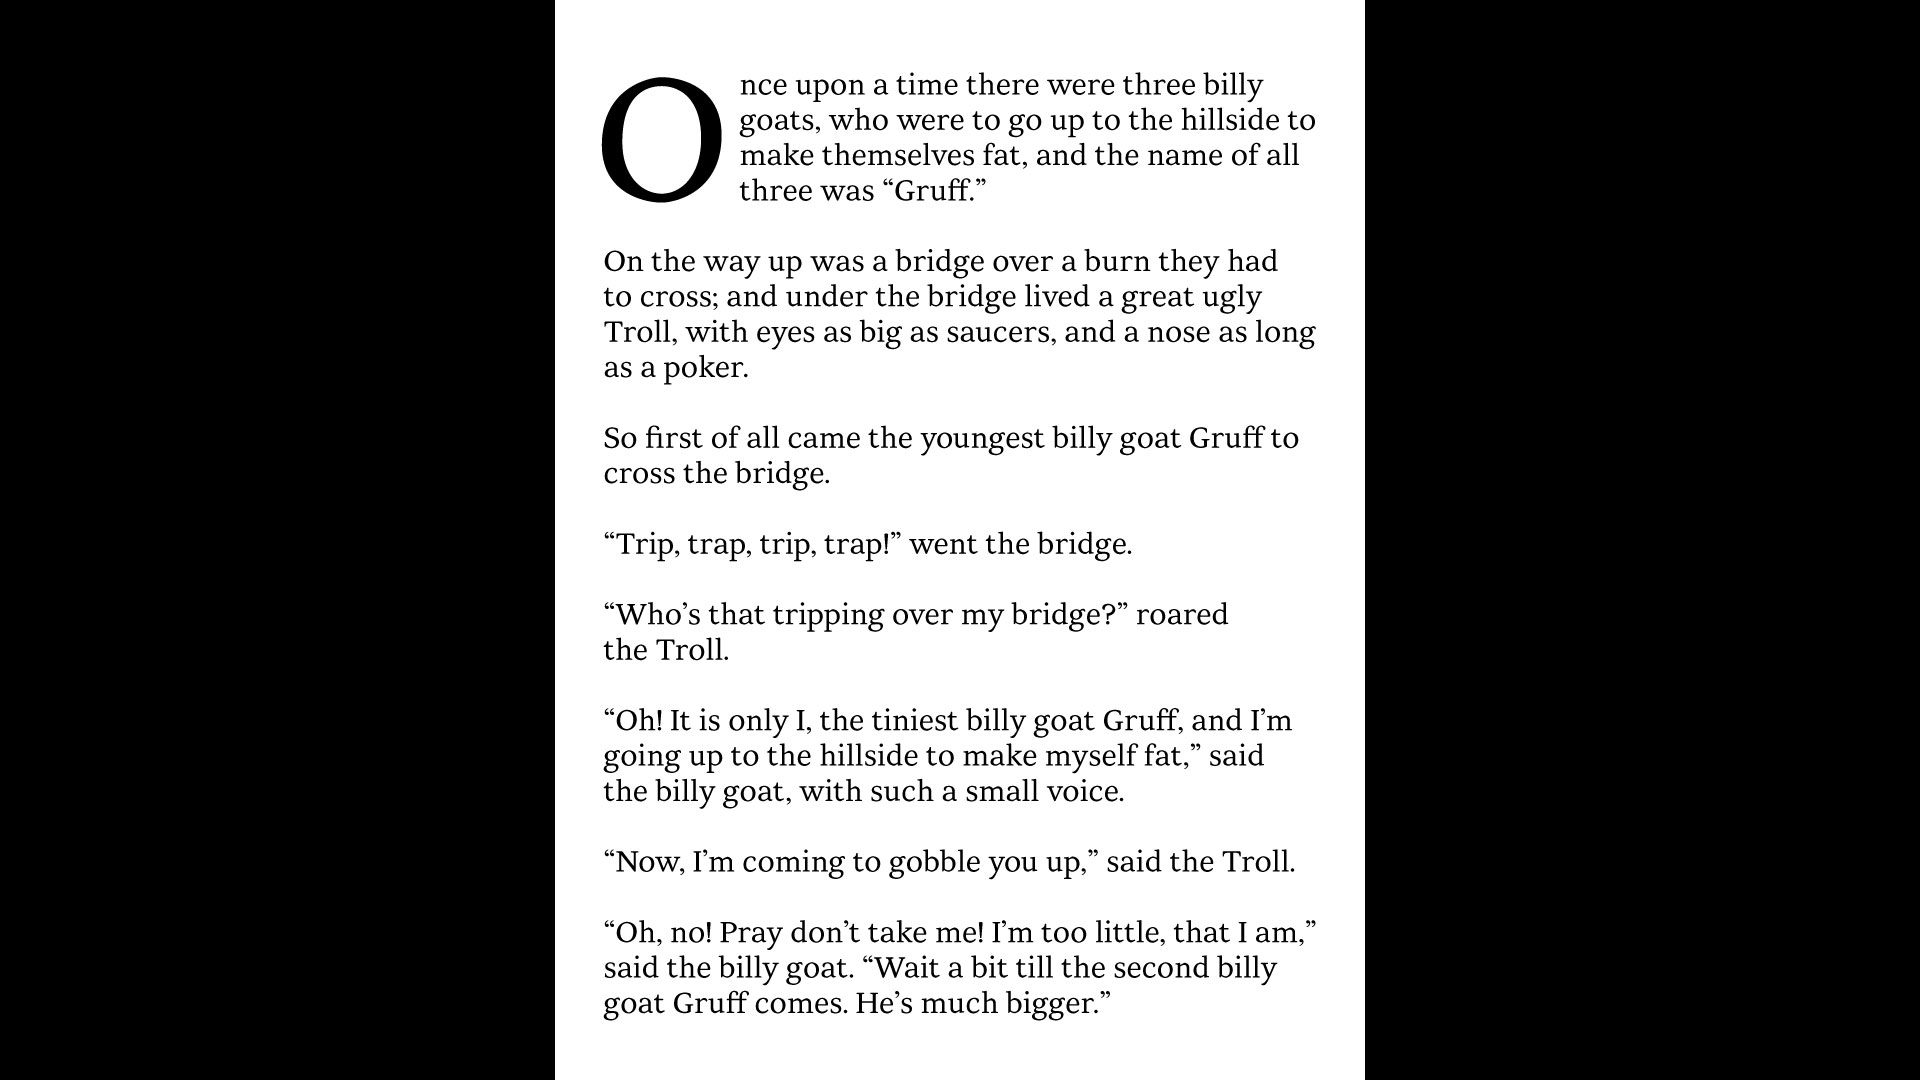 Once upon a time there were three billy
goats, who were to go up to the hillside to
make themselves fat, and the name of all
three was “Gruff.”
On the way up was a bridge over a burn they had
to cross; and under the bridge lived a great ugly
Troll, with eyes as big as saucers, and a nose as long
as a poker.
So first of all came the youngest billy goat Gruff to
cross the bridge.
“Trip, trap, trip, trap!” went the bridge.
“Who’s that tripping over my bridge?” roared
the Troll.
“Oh! It is only I, the tiniest billy goat Gruff, and I’m
going up to the hillside to make myself fat,” said
the billy goat, with such a small voice.
“Now, I’m coming to gobble you up,” said the Troll.
“Oh, no! Pray don’t take me! I’m too little, that I am,”
said the billy goat. “Wait a bit till the second billy
goat Gruff comes. He’s much bigger.”